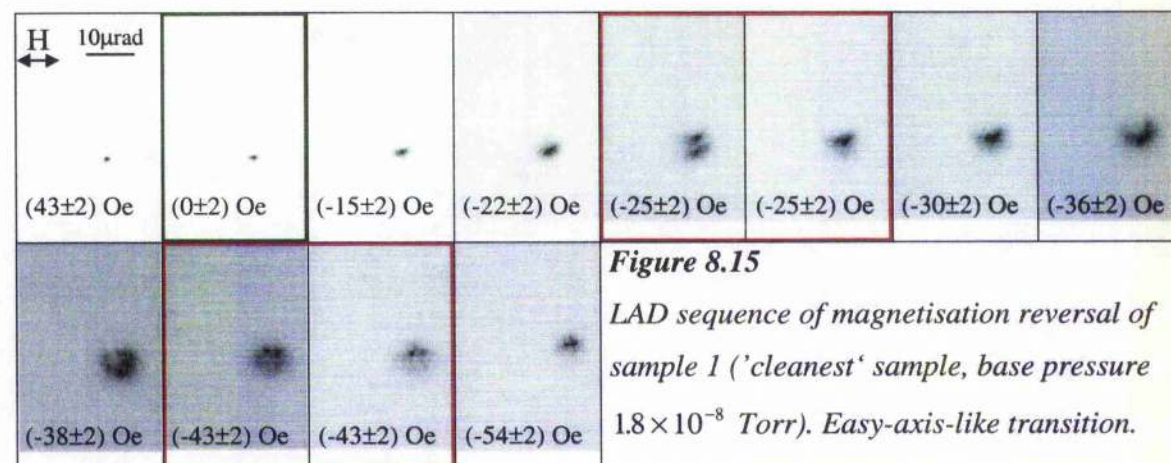 H 10µrad
(43±2) Oe (0±2) Oe (-15±2) Oe (-22±2) Oe (-25±2) Oe (-25±2) Oe (-30±2) Oe (-36±2) Oe
(-38±2) Oe (-43±2) Oe (-43±2) Oe (-54±2) Oe
Figure 8.15
LAD sequence of magnetisation reversal of
sample 1 ('cleanest‘ sample, base pressure
1.8×10⁻⁸ Torr). Easy-axis-like transition.